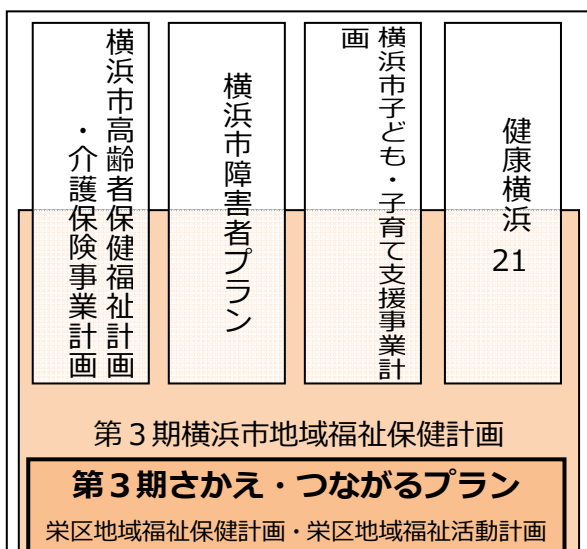 横浜市高齢者保健福祉計画
・介護保険事業計画
横浜市障害者プラン
横浜市子ども・子育て支援事業計
画
健康横浜
21
第３期横浜市地域福祉保健計画
第３期さかえ・つながるプラン
栄区地域福祉保健計画・栄区地域福祉活動計画